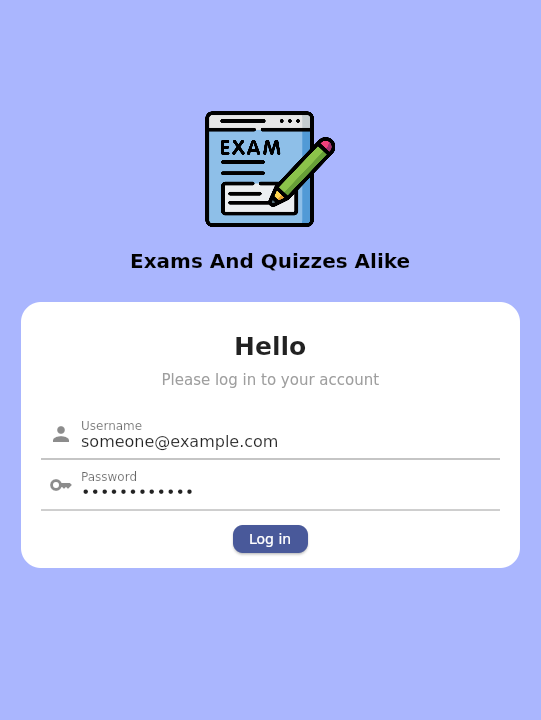 EXAM
Exams And Quizzes Alike
Hello
Please log in to your account
Username
someone@example.com
Password
••••••••••••
Log in